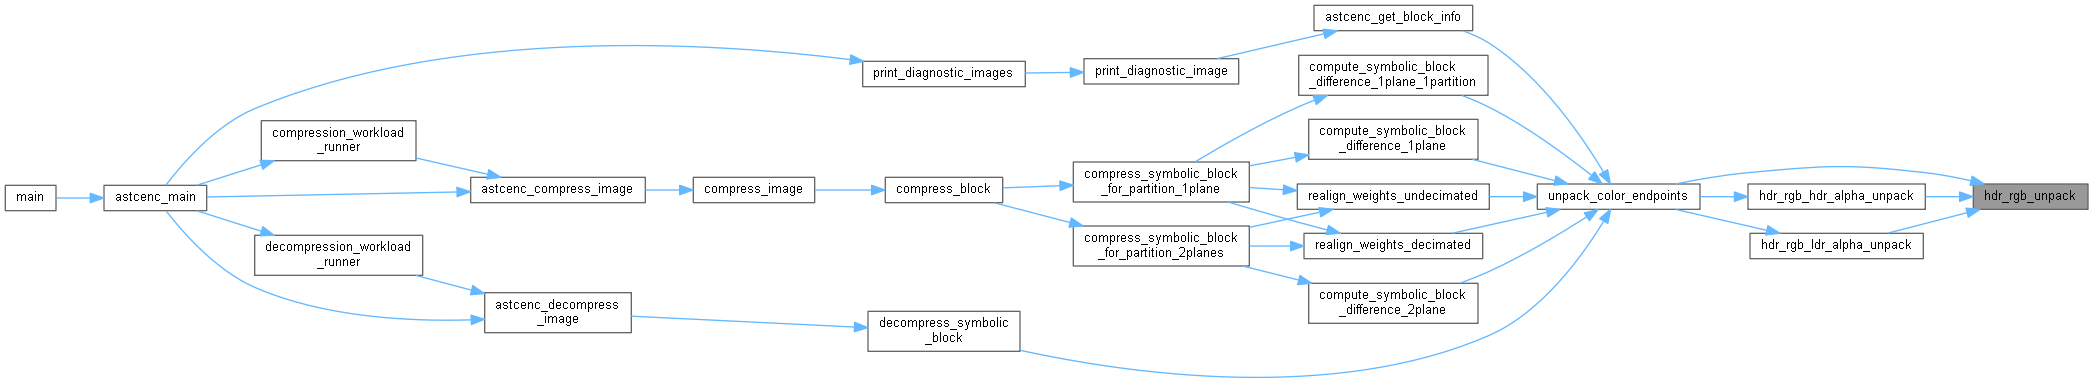 main
astcenc_main
compression_workload
_runner
decompression_workload
_runner
print_diagnostic_images
astcenc_compress_image
astcenc_decompress
_image
compress_image
decompress_symbolic
_block
compress_block
print_diagnostic_image
compress_symbolic_block
_for_partition_1plane
compress_symbolic_block
_for_partition_2planes
astcenc_get_block_info
compute_symbolic_block
_difference_1plane_1partition
compute_symbolic_block
_difference_1plane
realign_weights_undecimated
realign_weights_decimated
compute_symbolic_block
_difference_2plane
unpack_color_endpoints
hdr_rgb_hdr_alpha_unpack
hdr_rgb_ldr_alpha_unpack
hdr_rgb_unpack